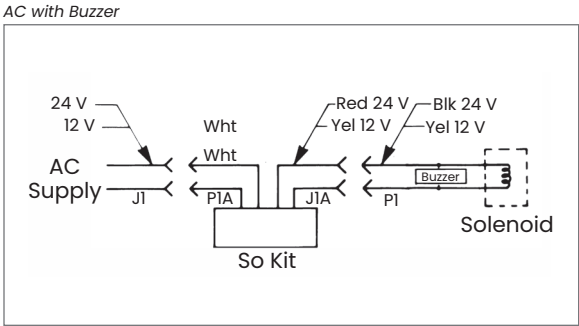 AC with Buzzer
24 V
12 V
Wht
Wht
Red 24 V
Yel 12 V
Blk 24 V
Yel 12 V
AC
Supply
J1
P1A
J1A
P1
Buzzer
Solenoid
So Kit